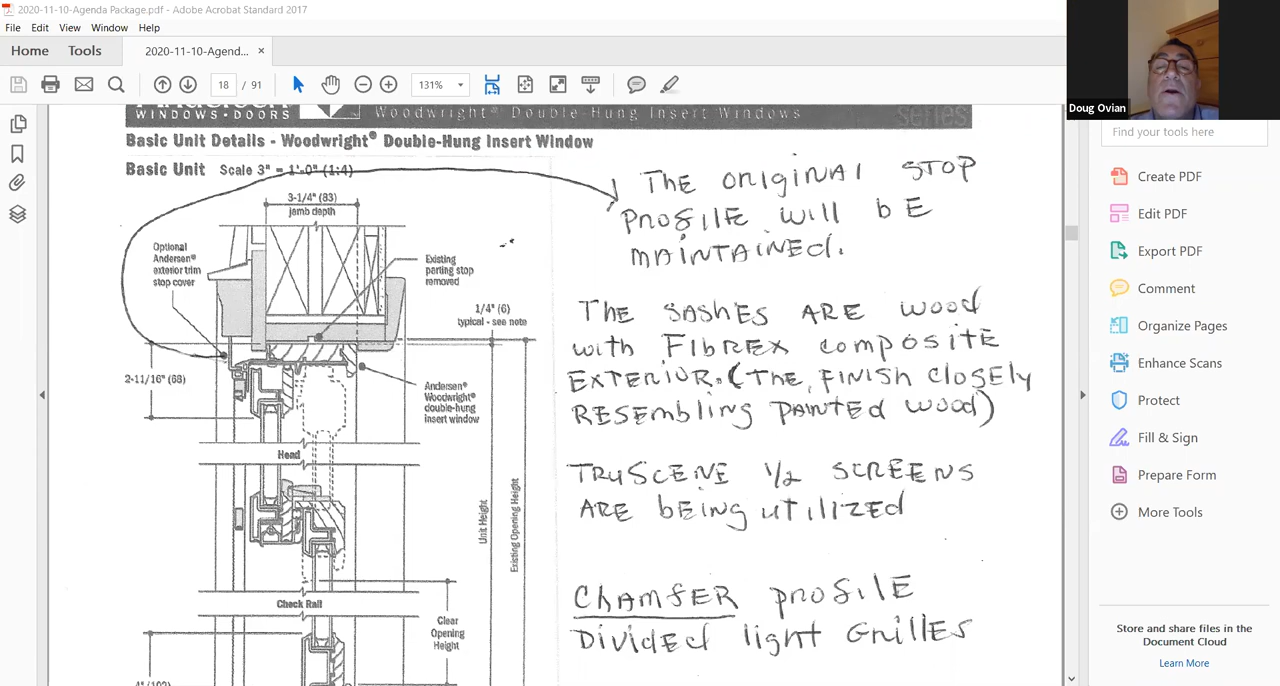 2020-11-10-Agenda Package.pdf - Adobe Acrobat Standard 2017
File Edit View Window Help
Home Tools 2020-11-10-Agend... ×
18 / 91 131%
Doug Ovian
Andersen
WINDOWS•DOORS Woodwright® Double-Hung Insert Windows series
Basic Unit Details - Woodwright® Double-Hung Insert Window
Basic Unit Scale 3" = 1'-0" (1:4)
3-1/4" (83)
jamb depth
Optional
Andersen®
exterior trim
stop cover
Existing
parting stop
removed
1/4" (6)
typical - see note
2-11/16" (68)
Andersen®
Woodwright®
double-hung
insert window
Head
Unit Height
Existing Opening Height
Check Rail
Clear
Opening
Height
The original STOP
PROFILE will bE
MAINTAINEd.
The SAShES ARE wood
with FIbREX composiTE
EXTERIOR. (The, FINISH closEly
RESEmbling PAINTEd wood)
TRuScENE 1/2 SCREENS
ARE bEing utilizEd
ChAmfER profilE
DividEd light GrillEs
Find your tools here
Create PDF
Edit PDF
Export PDF
Comment
Organize Pages
Enhance Scans
Protect
Fill & Sign
Prepare Form
More Tools
Store and share files in the
Document Cloud
Learn More